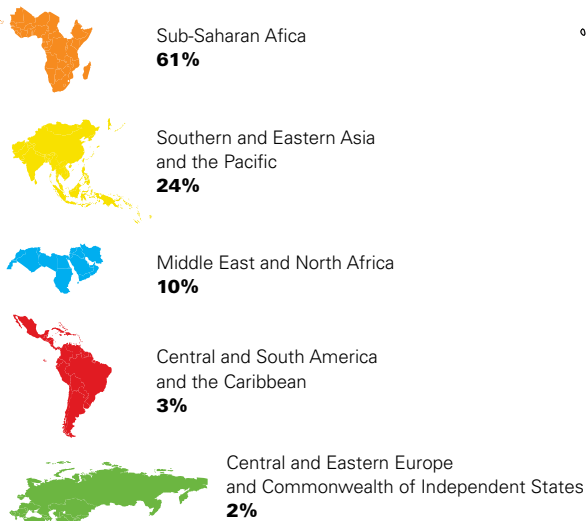 Sub-Saharan Afica
61%
Southern and Eastern Asia
and the Pacific
24%
Middle East and North Africa
10%
Central and South America
and the Caribbean
3%
Central and Eastern Europe
and Commonwealth of Independent States
2%